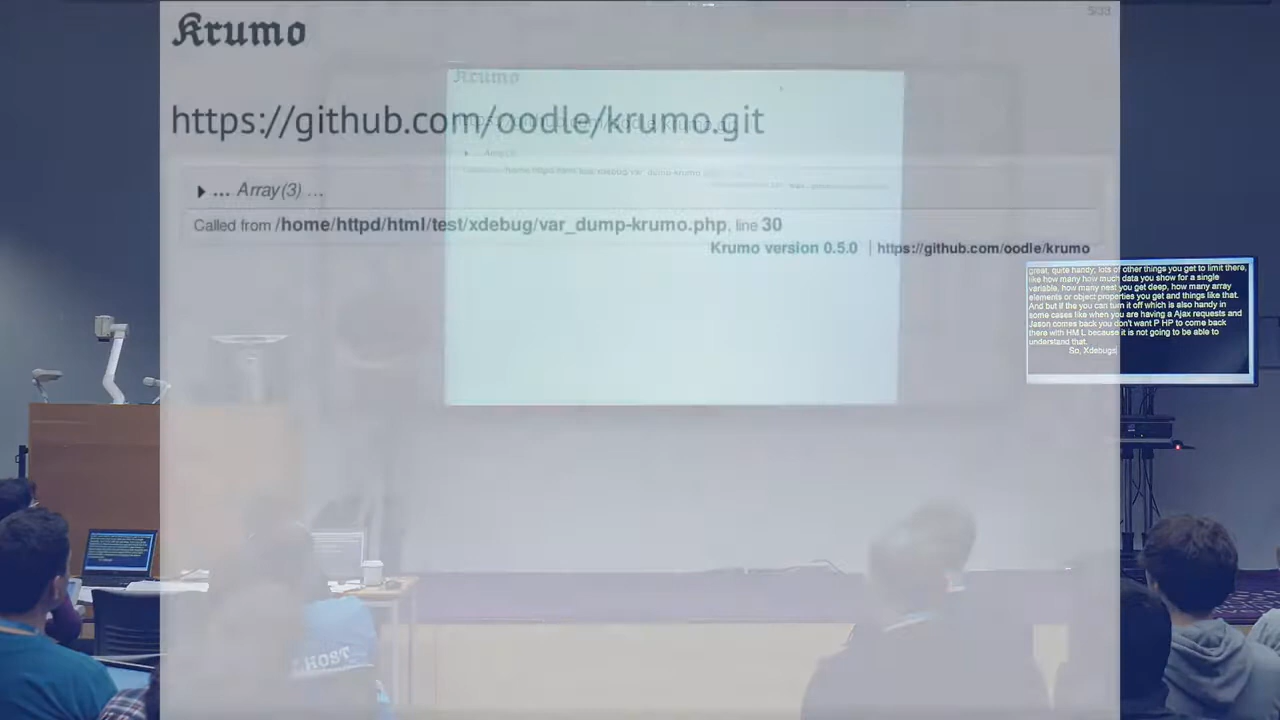 Krumo
5/33
https://github.com/oodle/krumo.git
... Array(3) ...
Called from /home/httpd/html/test/xdebug/var_dump-krumo.php, line 30
Krumo version 0.5.0 | https://github.com/oodle/krumo
Krumo
great, quite handy; lots of other things you get to limit there,
like how many how much data you show for a single
variable, how many nest you get deep, how many array
elements or object properties you get and things like that.
And but if the you can turn it off which is also handy in
some cases like when you are having a Ajax requests and
Jason comes back you don't want P HP to come back
there with HM L because it is not going to be able to
understand that.
So, Xdebugs
HOST